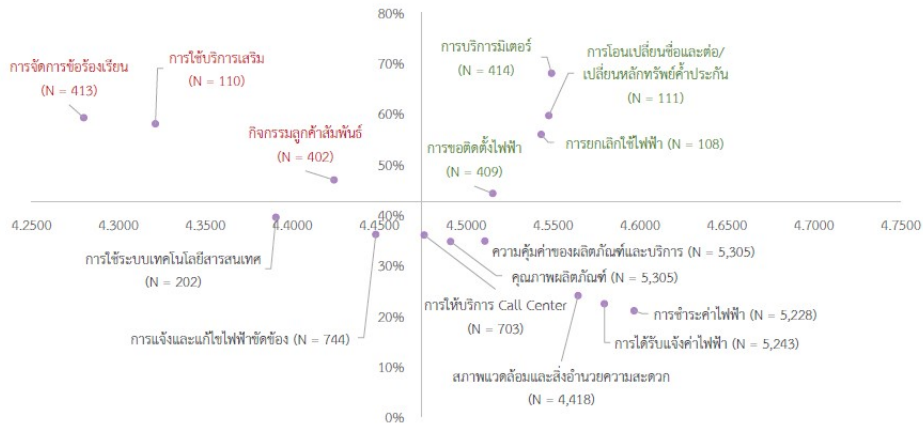 80%
การบริการมิเตอร์
(N = 414)
การโอนเปลี่ยนชื่อและต่อ/
เปลี่ยนหลักทรัพย์ค้ำประกัน
(N = 111)
การจัดการข้อร้องเรียน
(N = 413)
การใช้บริการเสริม
(N = 110)
70%
60%
กิจกรรมลูกค้าสัมพันธ์
(N = 402)
การขอติดตั้งไฟฟ้า
(N = 409)
การยกเลิกใช้ไฟฟ้า (N = 108)
50%
40%
4.2500 4.3000 4.3500 4.4000 4.4500 4.5000 4.5500 4.6000 4.6500 4.7000 4.7500
การใช้ระบบเทคโนโลยีสารสนเทศ
(N = 202)
ความคุ้มค่าของผลิตภัณฑ์และบริการ (N = 5,305)
คุณภาพผลิตภัณฑ์ (N = 5,305)
30%
การให้บริการ Call Center
(N = 703)
การแจ้งและแก้ไขไฟฟ้าขัดข้อง (N = 744)
20%
การชำระค่าไฟฟ้า (N = 5,228)
การได้รับแจ้งค่าไฟฟ้า (N = 5,243)
สภาพแวดล้อมและสิ่งอำนวยความสะดวก
(N = 4,418)
10%
0%